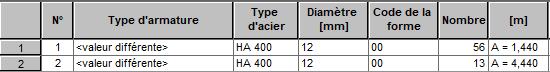 N° Type d'armature Type d'acier Diamètre [mm] Code de la forme Nombre [m]
1 1 <valeur différente> HA 400 12 00 56 A = 1,440
2 2 <valeur différente> HA 400 12 00 13 A = 4,440